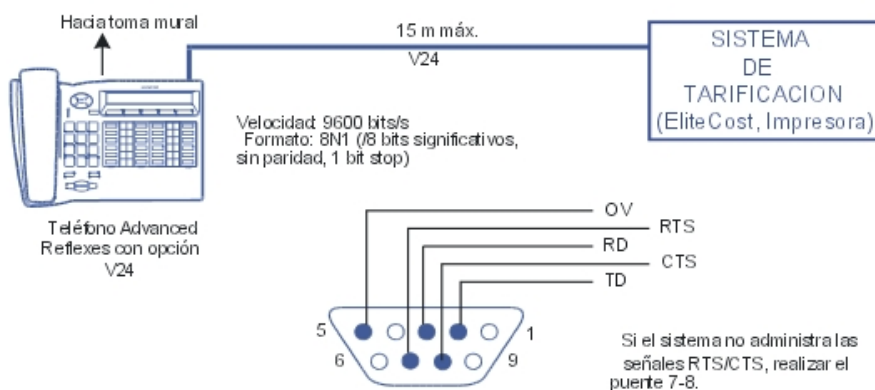 Hacia toma mural
15 m máx.
V24
SISTEMA
DE
TARIFICACION
(EliteCost, Impresora)
Velocidad: 9600 bits/s
Formato: 8N1 (/8 bits significativos,
sin paridad, 1 bit stop)
Teléfono Advanced
Reflexes con opción
V24
OV
RTS
RD
CTS
TD
5
1
6
9
Si el sistema no administra las
señales RTS/CTS, realizar el
puente 7-8.